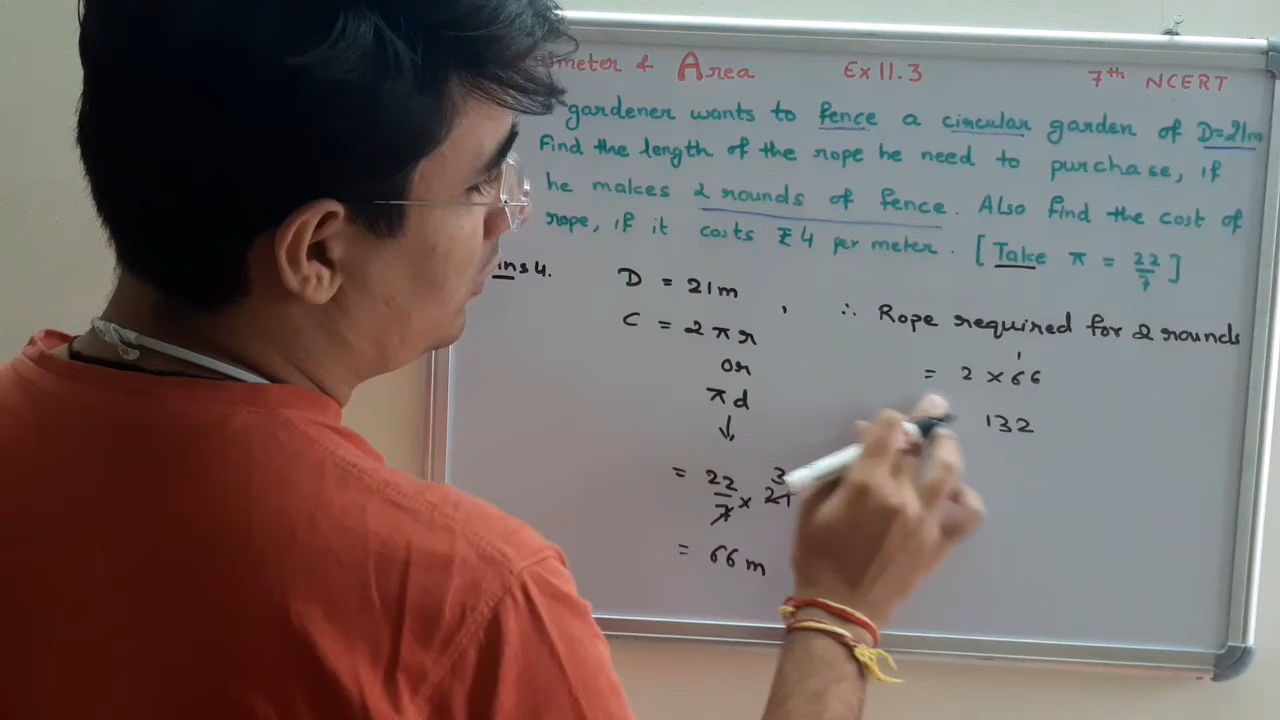 meter & Area Ex 11.3 7th NCERT
gardener wants to fence a circular garden of D=21m
Find the length of the rope he need to purchase, if
he makes 2 rounds of fence. Also find the cost of
rope, if it costs ₹4 per meter. [Take π = 22/7]
Ans 4. D = 21m , ∴ Rope required for 2 rounds
C = 2πr = 2 × 66
or 132
πd
↓
= 22/7 × 21 3
= 66 m